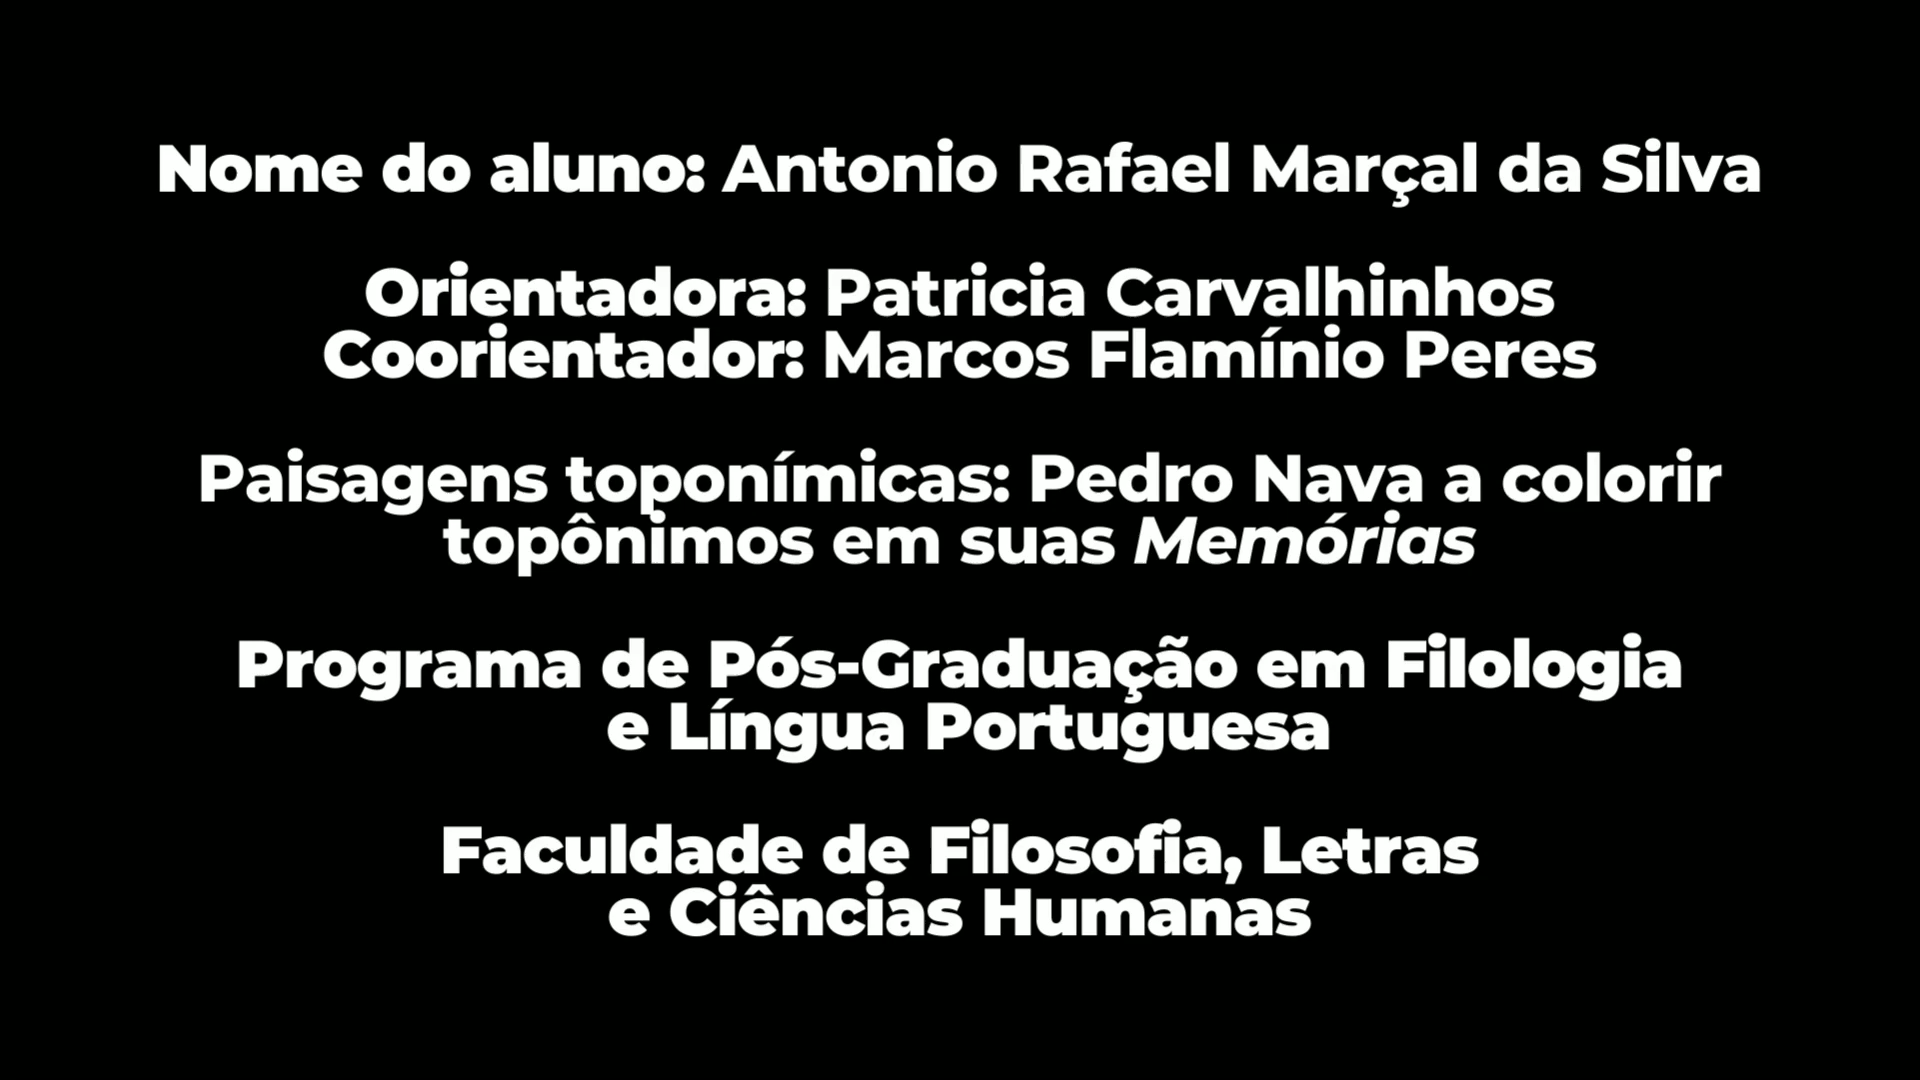 Nome do aluno: Antonio Rafael Marçal da Silva
Orientadora: Patricia Carvalhinhos
Coorientador: Marcos Flamínio Peres
Paisagens toponímicas: Pedro Nava a colorir
topônimos em suas Memórias
Programa de Pós-Graduação em Filologia
e Língua Portuguesa
Faculdade de Filosofia, Letras
e Ciências Humanas